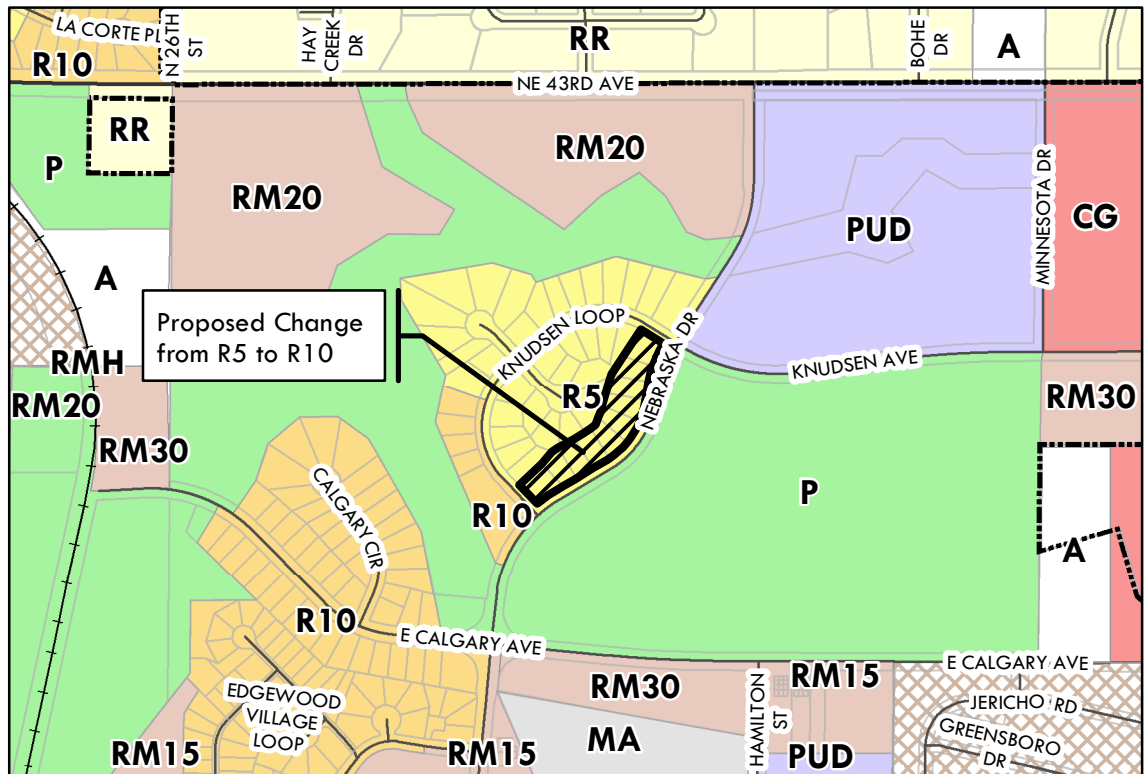 LA CORTE PL
N 26TH
ST
HAY
CREEK
DR
RR
BOHE
DR
A
R10
NE 43RD AVE
RR
P
RM20
RM20
PUD
MINNESOTA DR
CG
A
Proposed Change
from R5 to R10
KNUDSEN LOOP
NEBRASKA DR
KNUDSEN AVE
RMH
R5
RM20
RM30
RM30
CALGARY CIR
R10
P
A
R10
E CALGARY AVE
E CALGARY AVE
RM30
HAMILTON
ST
RM15
EDGEWOOD
VILLAGE
LOOP
JERICHO RD
GREENSBORO
DR
RM15
RM15
MA
PUD